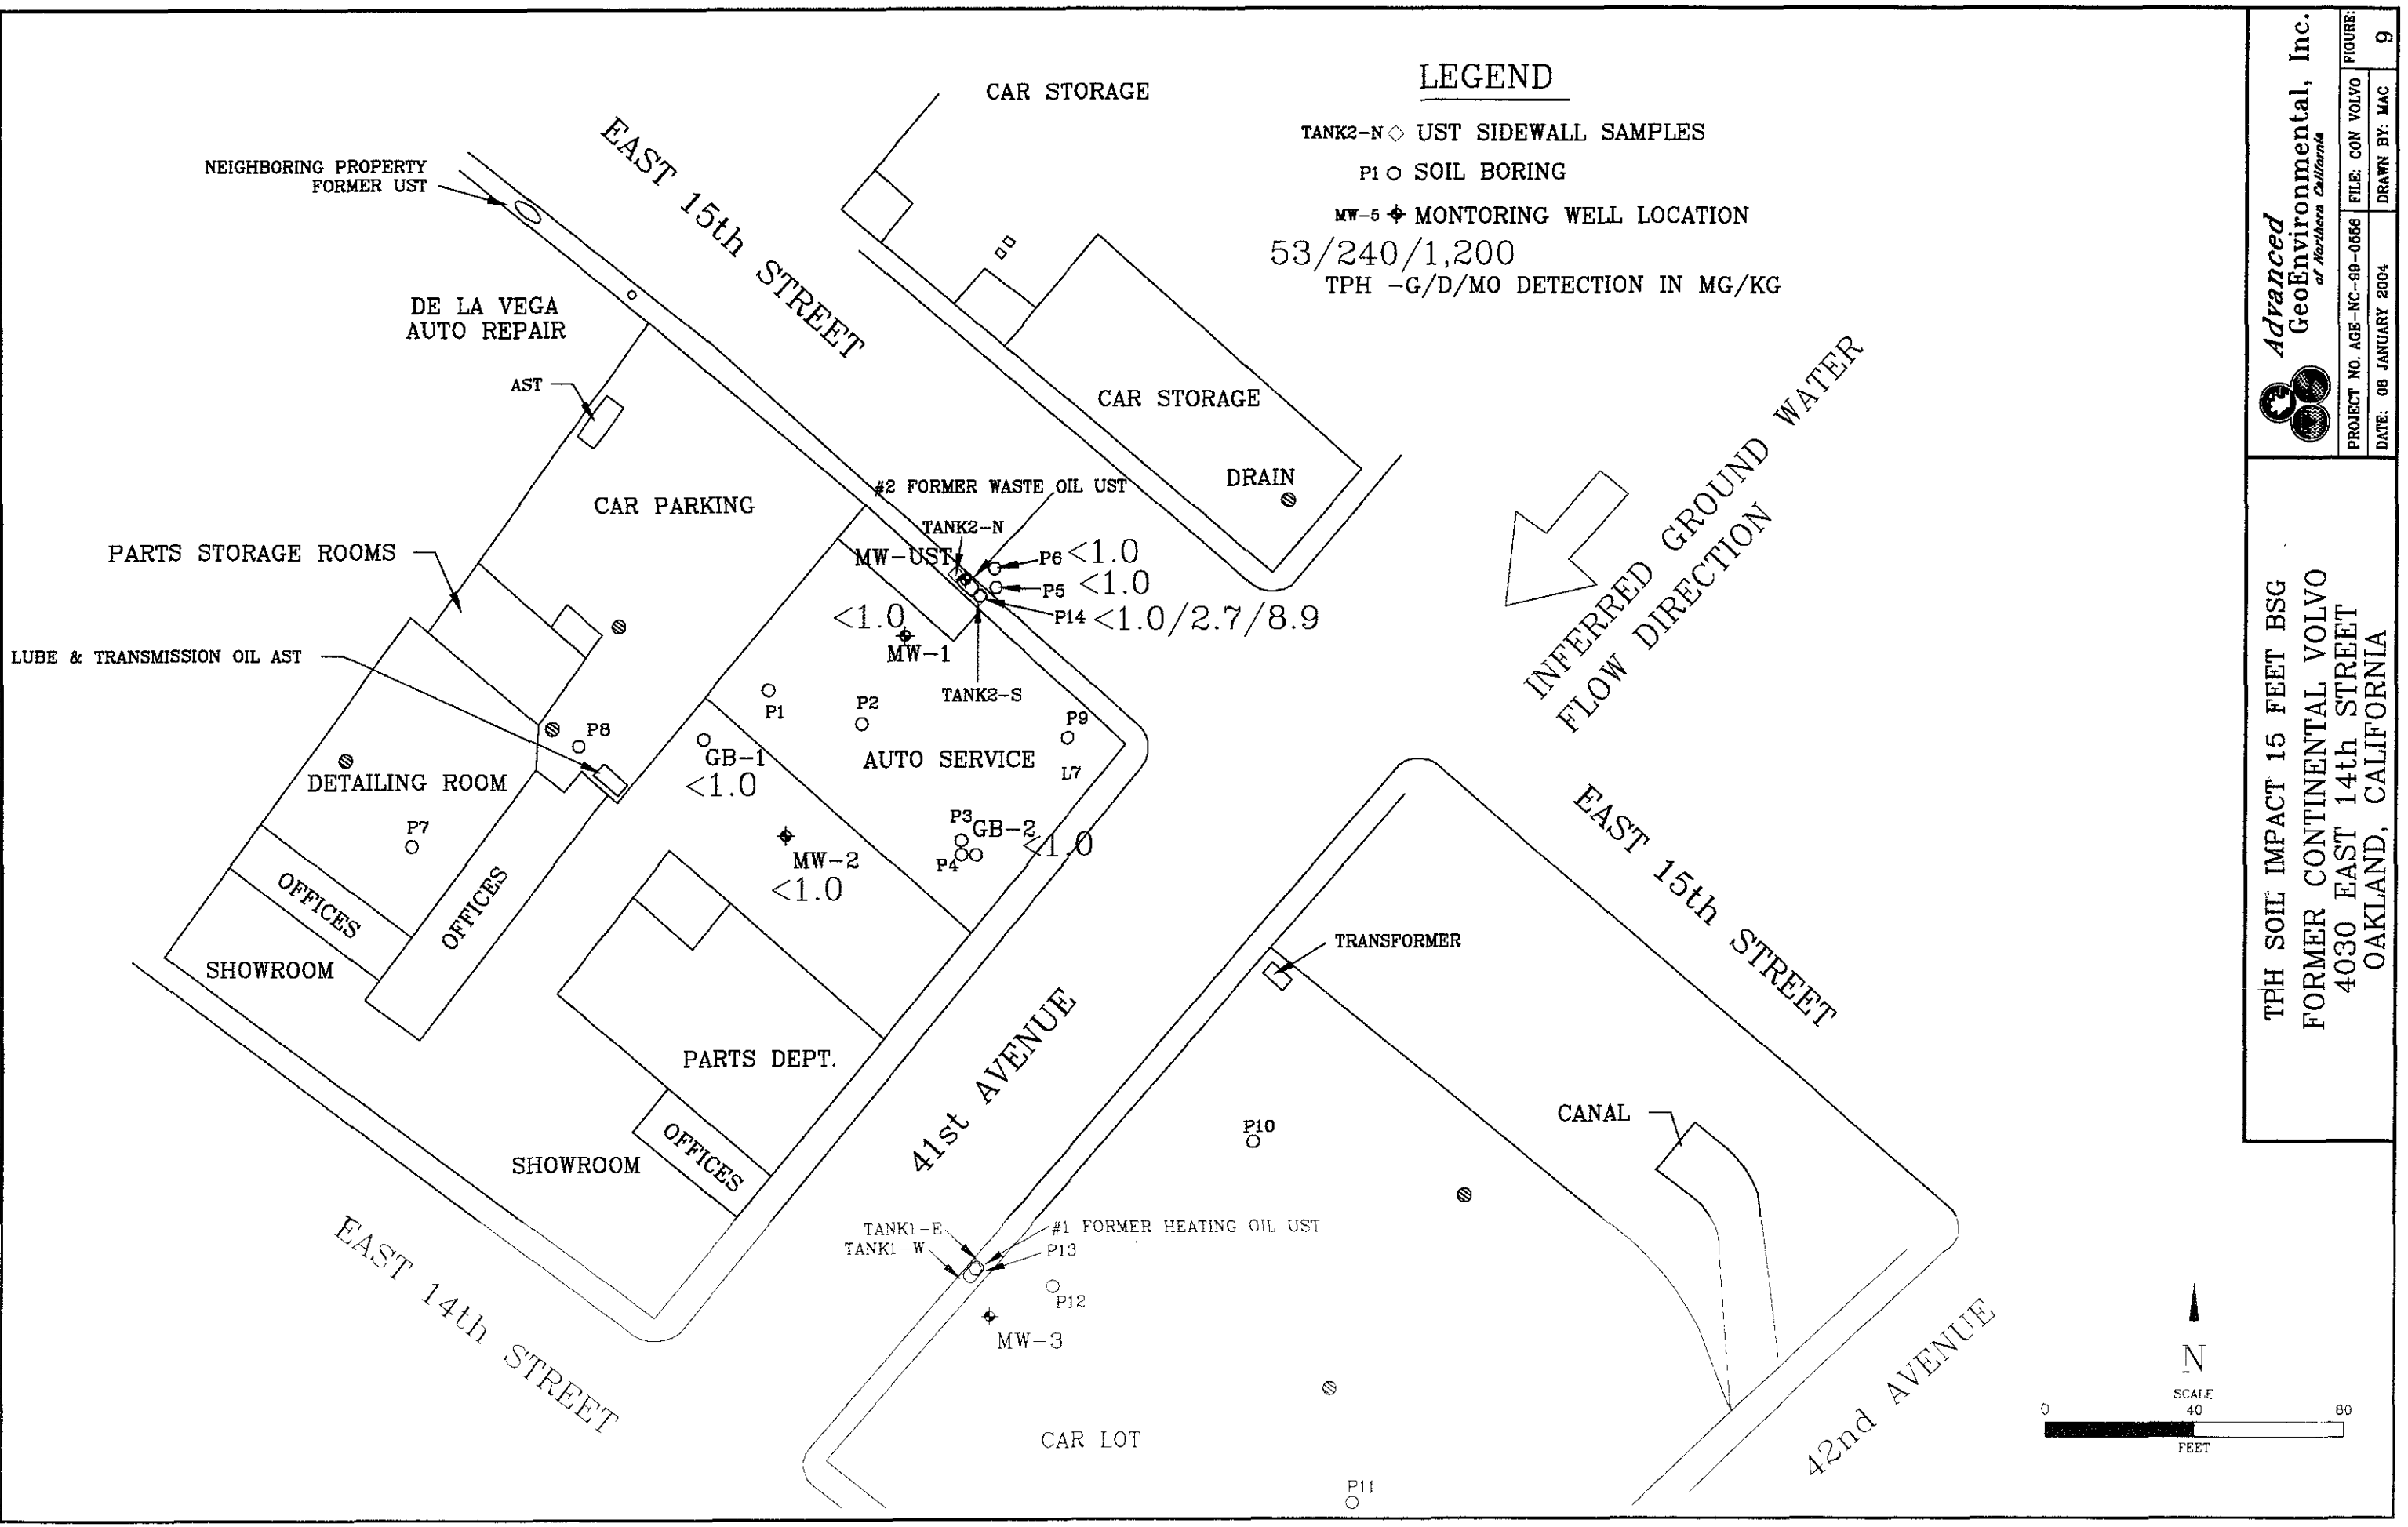 CAR STORAGE
LEGEND
TANK2-N UST SIDEWALL SAMPLES
P1 SOIL BORING
MW-5 MONTORING WELL LOCATION
53/240/1,200
TPH -G/D/MO DETECTION IN MG/KG
NEIGHBORING PROPERTY
FORMER UST
EAST 15th STREET
DE LA VEGA
AUTO REPAIR
AST
CAR STORAGE
DRAIN
CAR PARKING
#2 FORMER WASTE OIL UST
TANK2-N
MW-UST
PARTS STORAGE ROOMS
P6 <1.0
P5 <1.0
P14 <1.0/2.7/8.9
<1.0
MW-1
TANK2-S
LUBE & TRANSMISSION OIL AST
INFERRED GROUND WATER
FLOW DIRECTION
P1
P2
P9
P8
GB-1
<1.0
AUTO SERVICE
L7
DETAILING ROOM
P7
P3
GB-2
<1.0
P4
MW-2
<1.0
OFFICES
OFFICES
SHOWROOM
EAST 15th STREET
TRANSFORMER
PARTS DEPT.
41st AVENUE
CANAL
P10
OFFICES
SHOWROOM
TANK1-E
TANK1-W
#1 FORMER HEATING OIL UST
P13
P12
MW-3
EAST 14th STREET
CAR LOT
P11
42nd AVENUE
N
SCALE
0 40 80
FEET
Advanced
GeoEnvironmental, Inc.
of Northern California
PROJECT NO. AGE-NC-99-0558
FILE: CON VOLVO
FIGURE:
DATE: 08 JANUARY 2004
DRAWN BY: MAC
9
TPH SOIL IMPACT 15 FEET BSG
FORMER CONTINENTAL VOLVO
4030 EAST 14th STREET
OAKLAND, CALIFORNIA